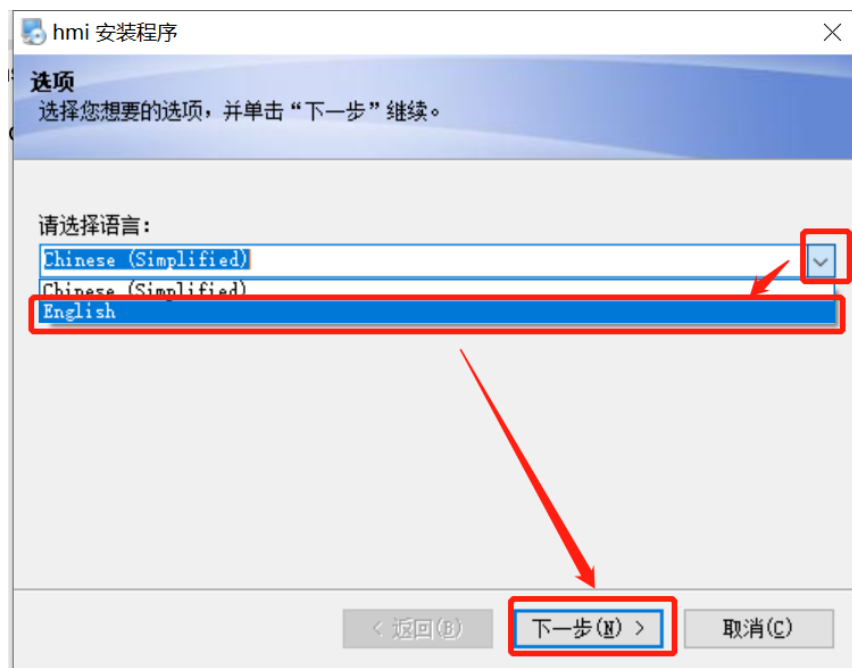 hmi 安装程序
选项
选择您想要的选项，并单击“下一步”继续。
请选择语言：
Chinese (Simplified)
Chinese (Simplified)
English
< 返回(B)
下一步(N) >
取消(C)